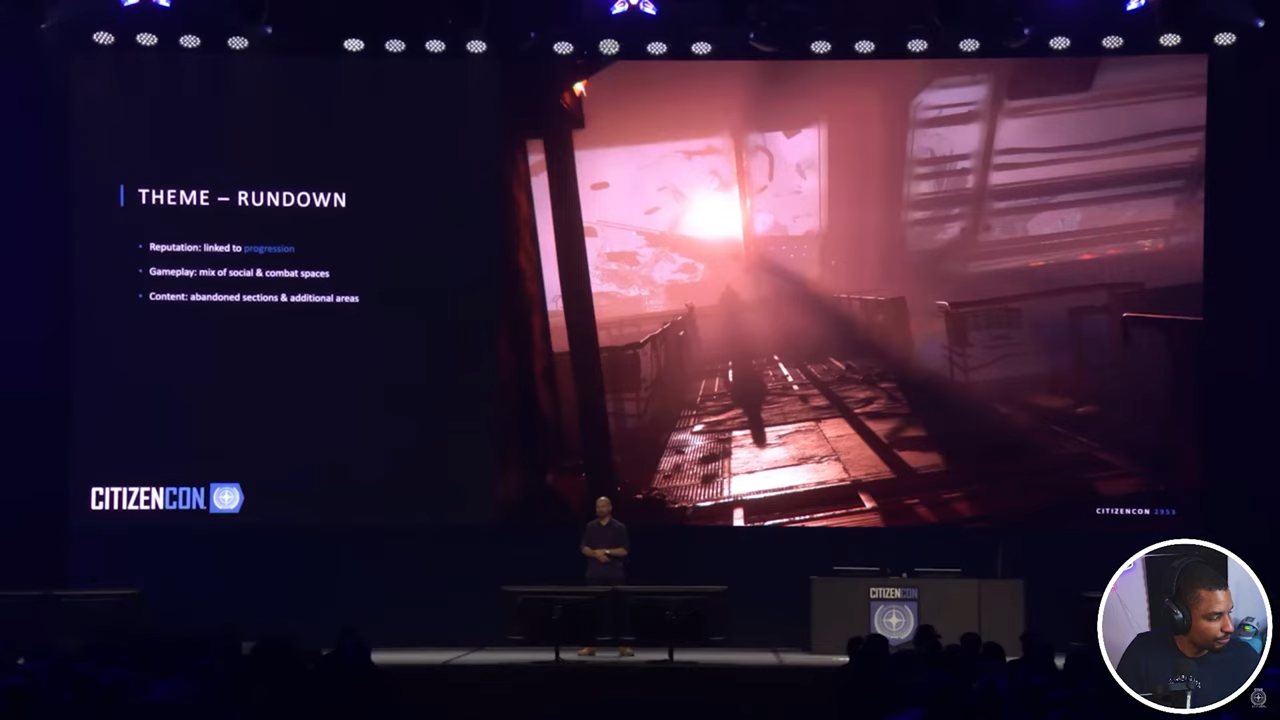 THEME – RUNDOWN
• Reputation: linked to progression
• Gameplay: mix of social & combat spaces
• Content: abandoned sections & additional areas
CITIZENCON
CITIZENCON 2953
CITIZENCON